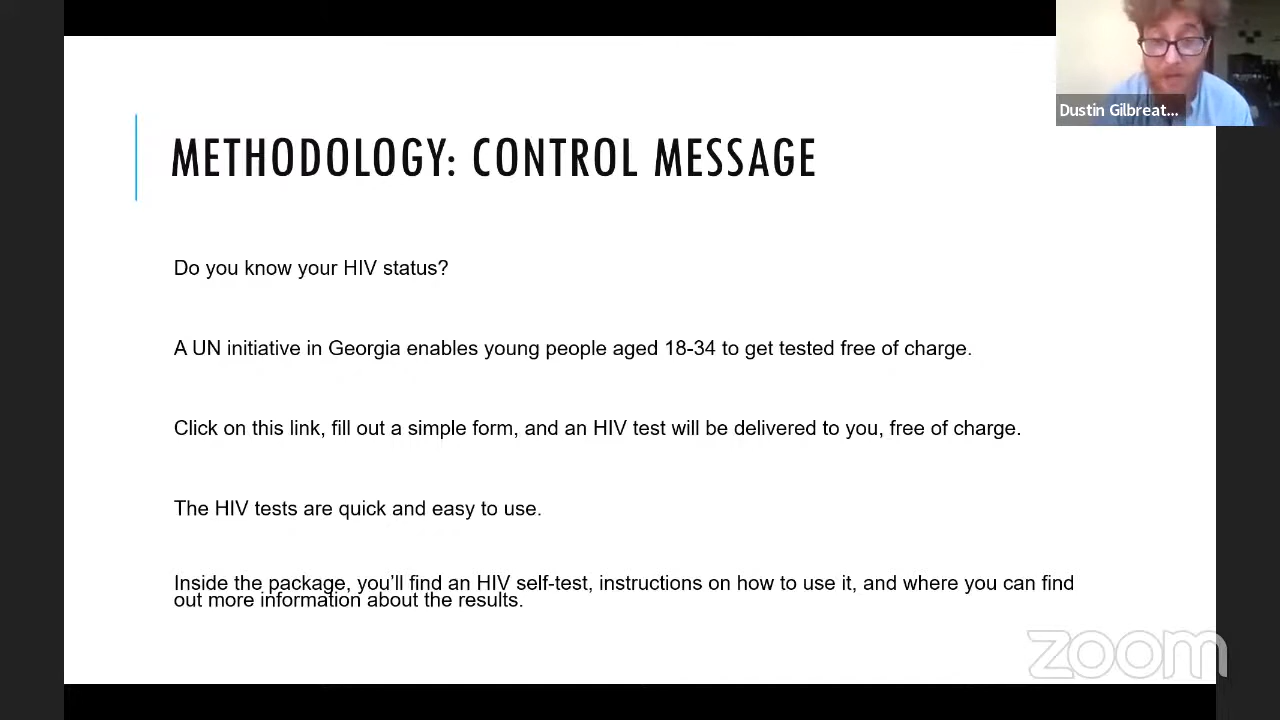 Dustin Gilbreat...
METHODOLOGY: CONTROL MESSAGE
Do you know your HIV status?
A UN initiative in Georgia enables young people aged 18-34 to get tested free of charge.
Click on this link, fill out a simple form, and an HIV test will be delivered to you, free of charge.
The HIV tests are quick and easy to use.
Inside the package, you’ll find an HIV self-test, instructions on how to use it, and where you can find
out more information about the results.
zoom